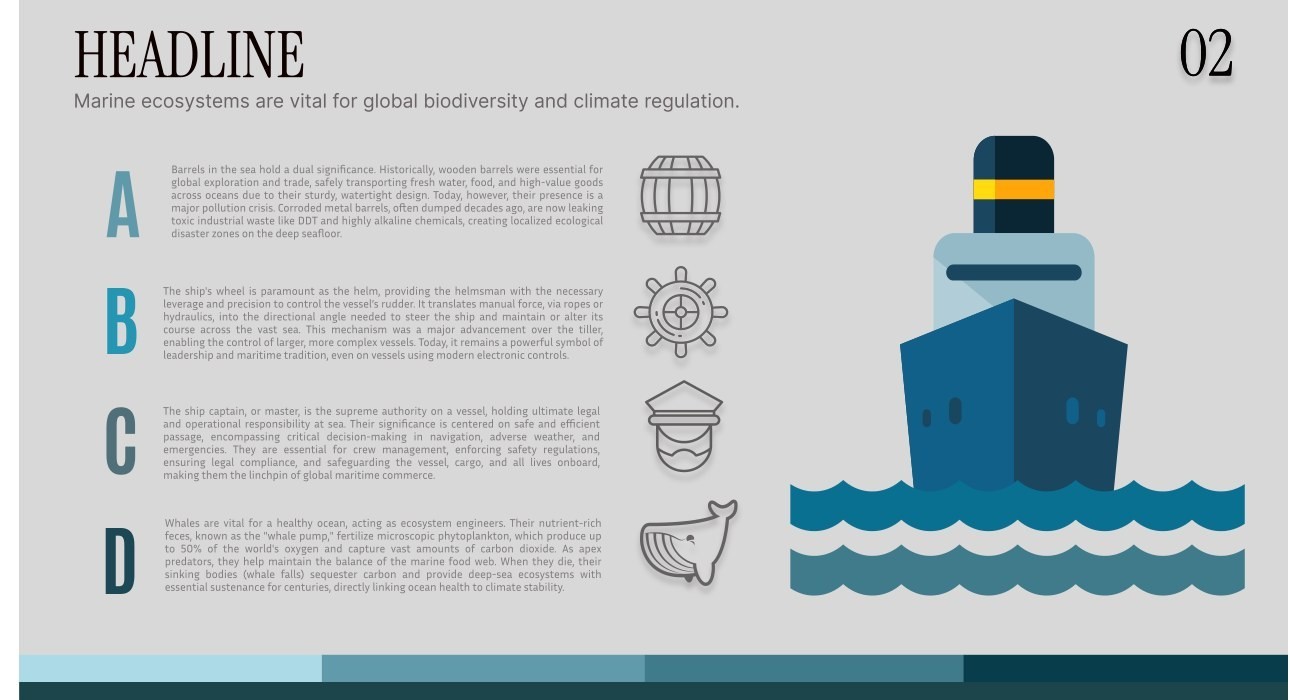 HEADLINE
02
Marine ecosystems are vital for global biodiversity and climate regulation.
A
Barrels in the sea hold a dual significance. Historically, wooden barrels were essential for
global exploration and trade, safely transporting fresh water, food, and high-value goods
across oceans due to their sturdy, watertight design. Today, however, their presence is a
major pollution crisis. Corroded metal barrels, often dumped decades ago, are now leaking
toxic industrial waste like DDT and highly alkaline chemicals, creating localized ecological
disaster zones on the deep seafloor.
B
The ship's wheel is paramount as the helm, providing the helmsman with the necessary
leverage and precision to control the vessel's rudder. It translates manual force, via ropes or
hydraulics, into the directional angle needed to steer the ship and maintain or alter its
course across the vast sea. This mechanism was a major advancement over the tiller,
enabling the control of larger, more complex vessels. Today, it remains a powerful symbol of
leadership and maritime tradition, even on vessels using modern electronic controls.
C
The ship captain, or master, is the supreme authority on a vessel, holding ultimate legal
and operational responsibility at sea. Their significance is centered on safe and efficient
passage, encompassing critical decision-making in navigation, adverse weather, and
emergencies. They are essential for crew management, enforcing safety regulations,
ensuring legal compliance, and safeguarding the vessel, cargo, and all lives onboard,
making them the linchpin of global maritime commerce.
D
Whales are vital for a healthy ocean, acting as ecosystem engineers. Their nutrient-rich
feces, known as the "whale pump," fertilize microscopic phytoplankton, which produce up
to 50% of the world's oxygen and capture vast amounts of carbon dioxide. As apex
predators, they help maintain the balance of the marine food web. When they die, their
sinking bodies (whale falls) sequester carbon and provide deep-sea ecosystems with
essential sustenance for centuries, directly linking ocean health to climate stability.